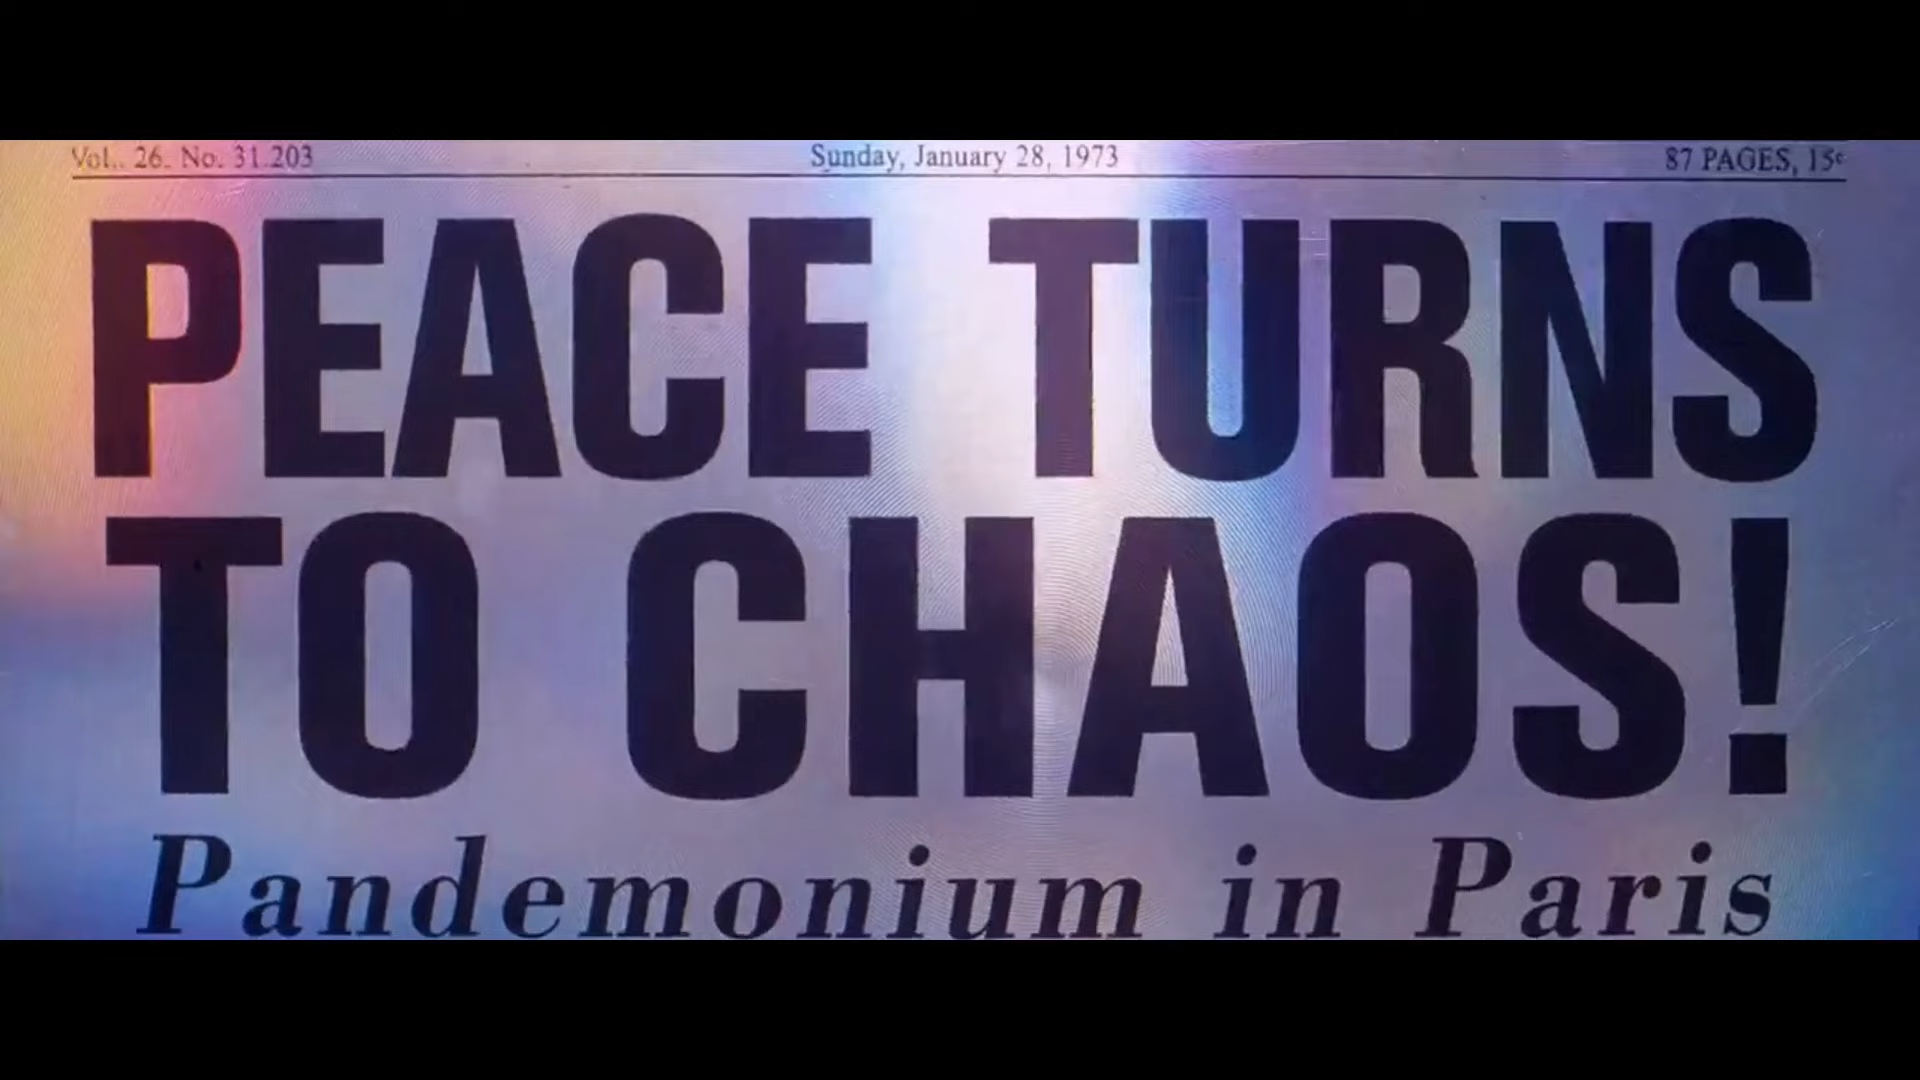 Vol.. 26. No. 31.203
Sunday, January 28, 1973
87 PAGES, 15¢
PEACE TURNS
TO CHAOS!
Pandemonium in Paris